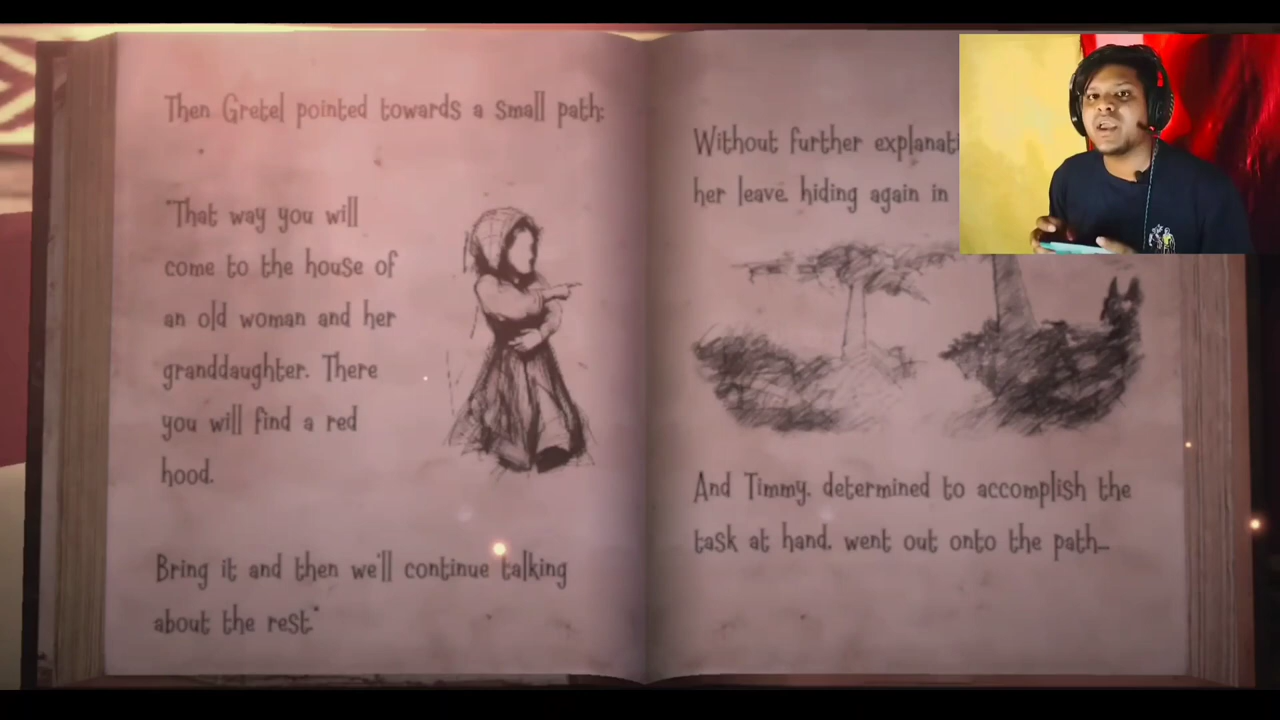 Then Gretel pointed towards a small path:
"That way you will
come to the house of
an old woman and her
granddaughter. There
you will find a red
hood.
Bring it and then we'll continue talking
about the rest."
Without further
her leave, hiding again in
And Timmy, determined to accomplish the
task at hand, went out onto the path...